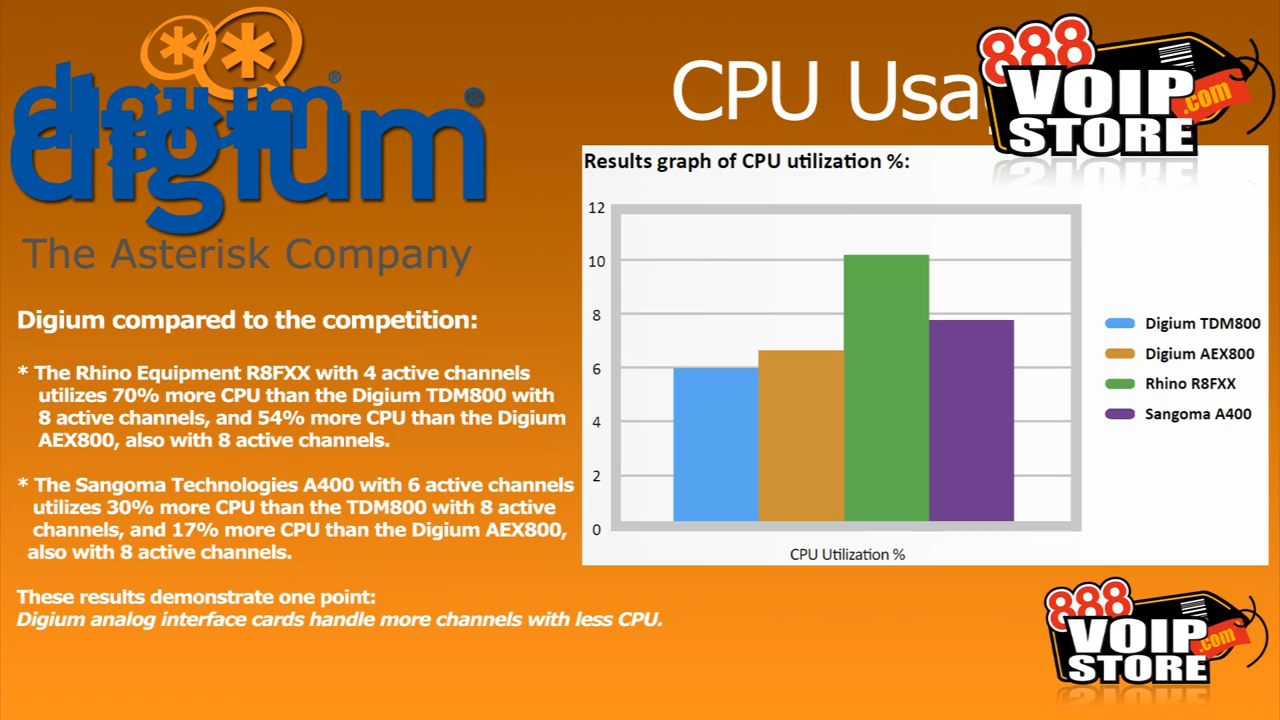 digium®
digium®
The Asterisk Company
CPU Usa
888
VOIP
.com
STORE
Digium compared to the competition:
* The Rhino Equipment R8FXX with 4 active channels
utilizes 70% more CPU than the Digium TDM800 with
8 active channels, and 54% more CPU than the Digium
AEX800, also with 8 active channels.
* The Sangoma Technologies A400 with 6 active channels
utilizes 30% more CPU than the TDM800 with 8 active
channels, and 17% more CPU than the Digium AEX800,
also with 8 active channels.
These results demonstrate one point:
Digium analog interface cards handle more channels with less CPU.
Results graph of CPU utilization %:
12
10
8
6
4
2
0
CPU Utilization %
Digium TDM800
Digium AEX800
Rhino R8FXX
Sangoma A400
888
VOIP
.com
STORE